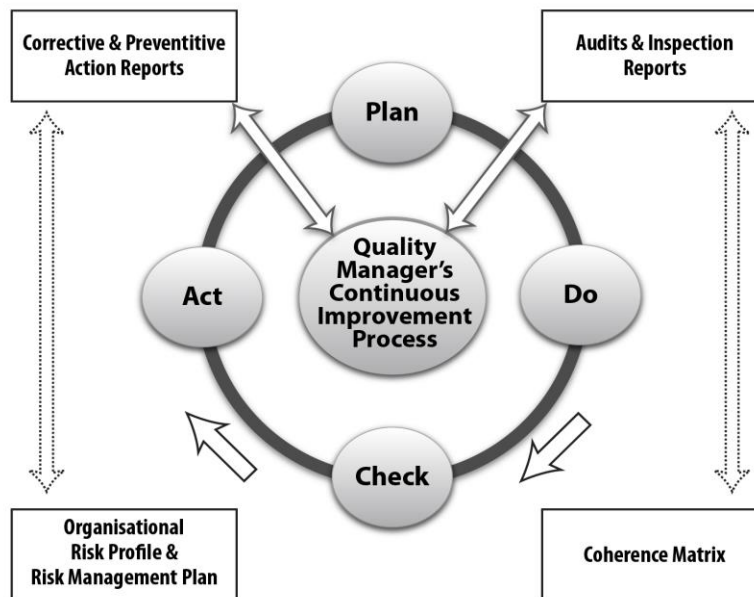 Corrective & Preventitive
Action Reports
Audits & Inspection
Reports
Plan
Quality
Manager's
Continuous
Improvement
Process
Act
Do
Check
Organisational
Risk Profile &
Risk Management Plan
Coherence Matrix